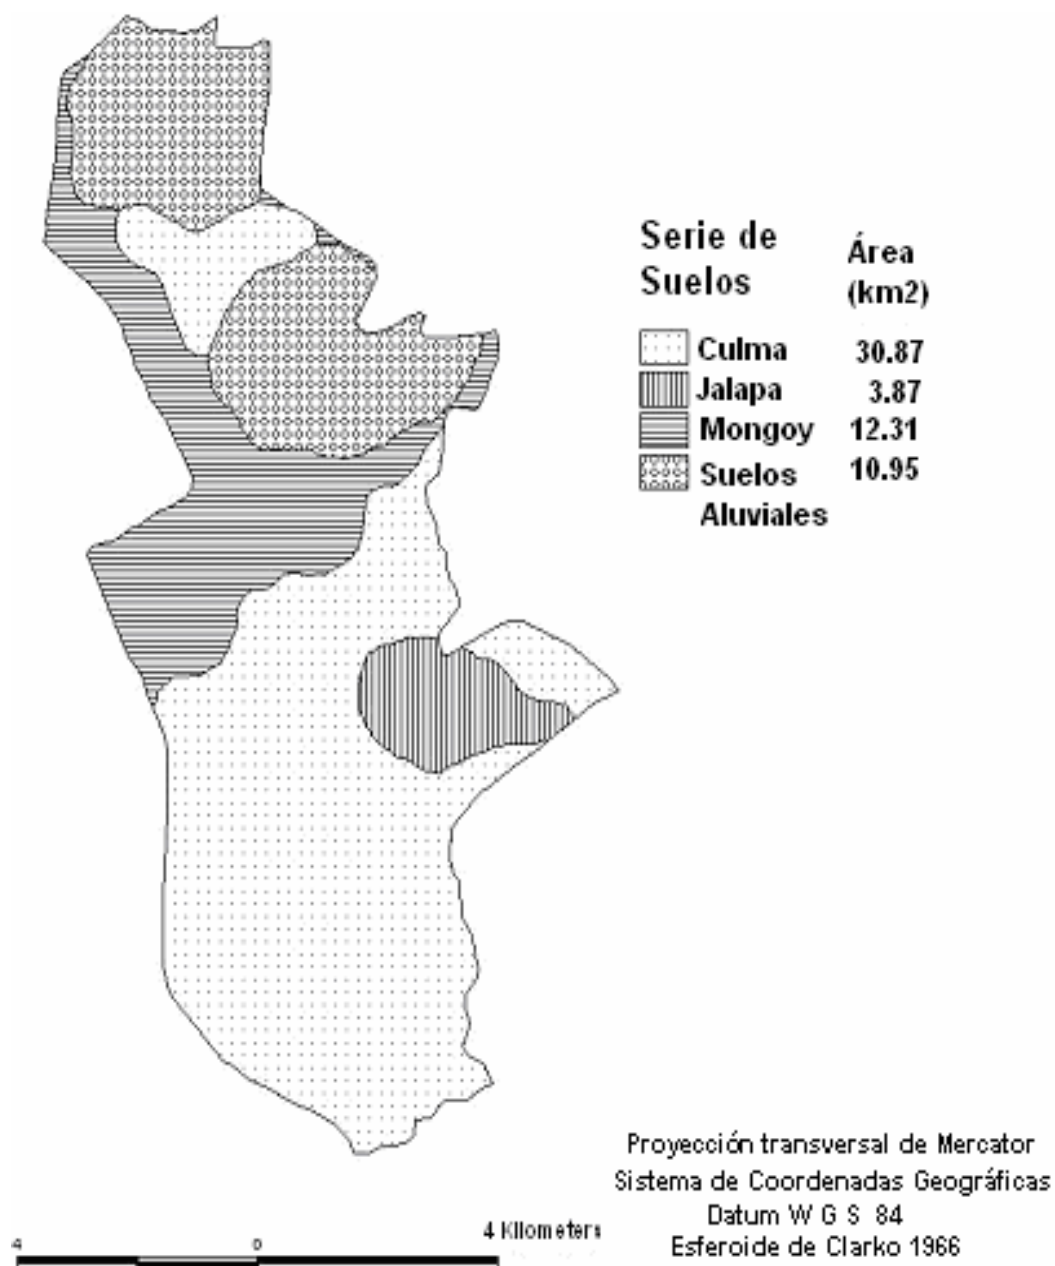 Serie de
Suelos
Área
(km2)
Culma 30.87
Jalapa 3.87
Mongoy 12.31
Suelos 10.95
Aluviales
Proyección transversal de Mercator
Sistema de Coordenadas Geográficas
Datum W G S 84
Esferoide de Clarko 1966
4 0 4 Kilometers